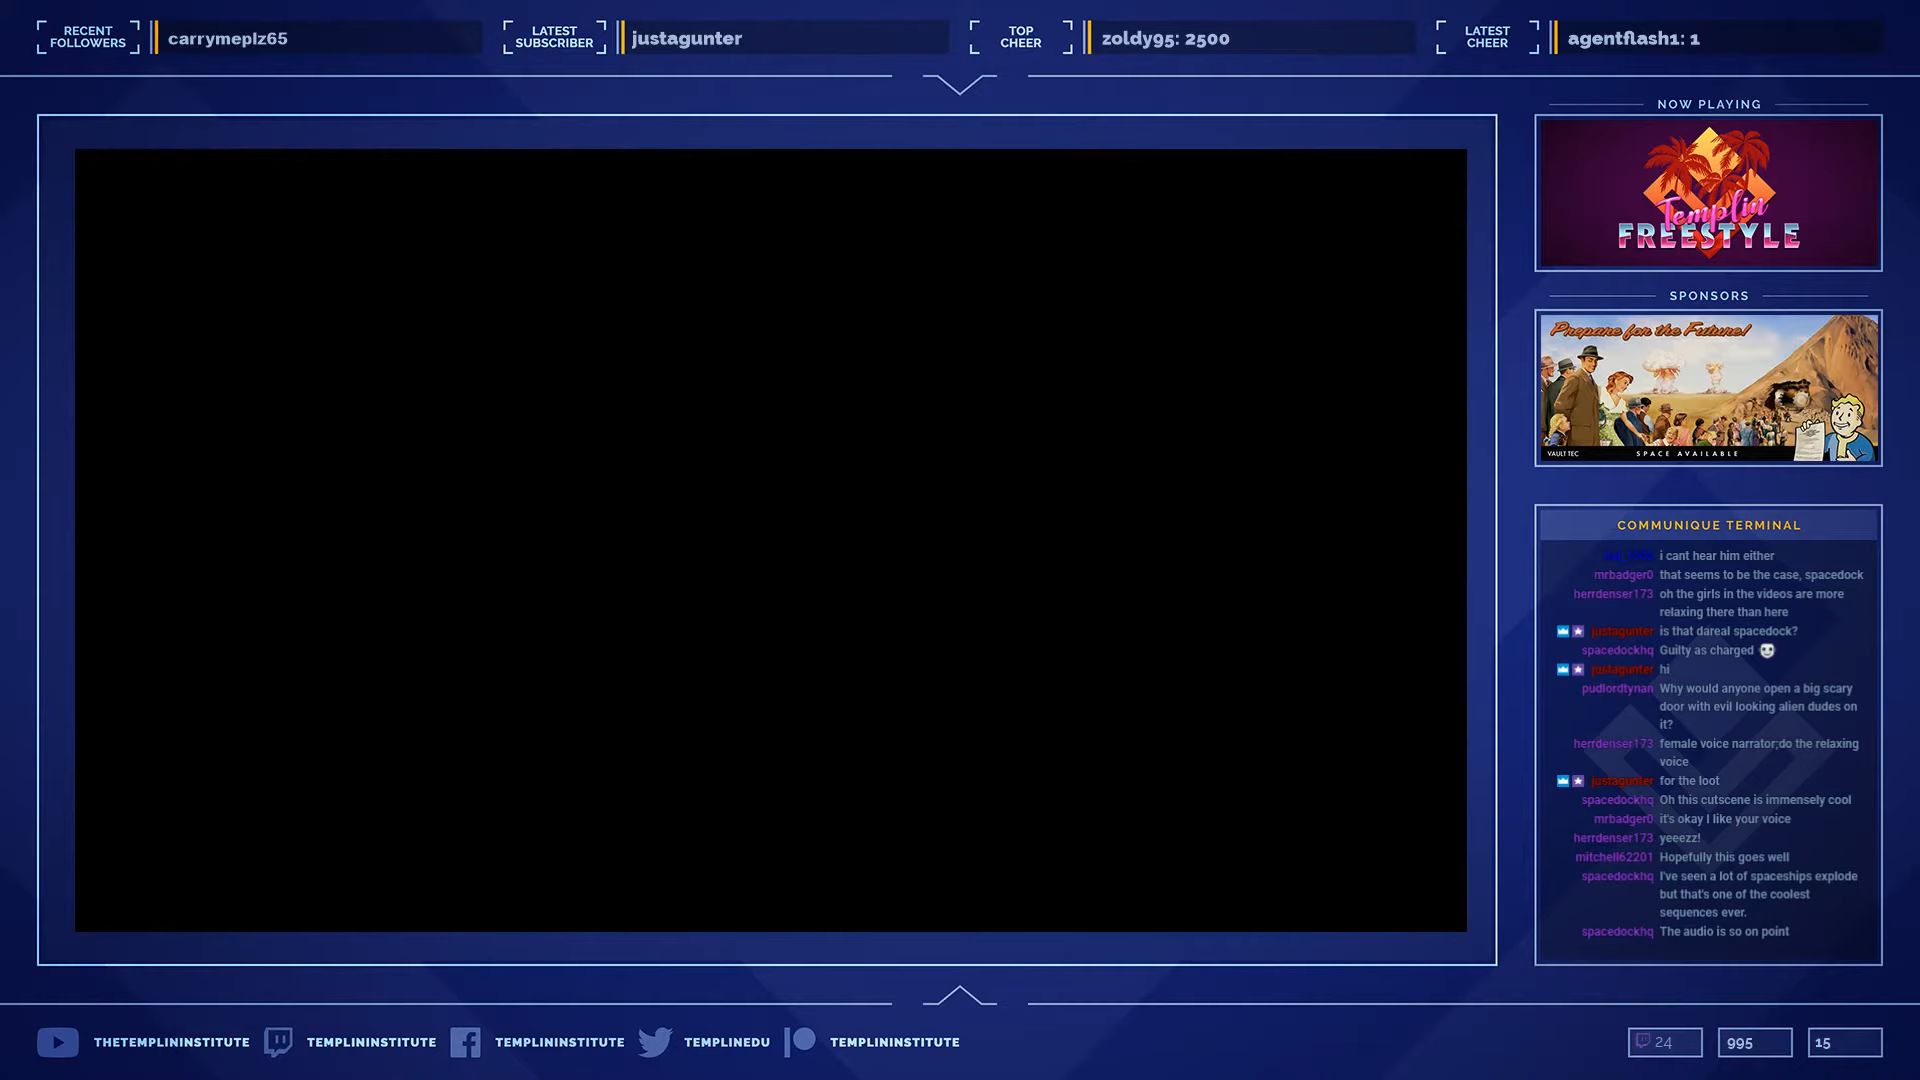 RECENT
FOLLOWERS
carrymeplz65
LATEST
SUBSCRIBER
justagunter
TOP
CHEER
zoldy95: 2500
LATEST
CHEER
agentflash1: 1
NOW PLAYING
Templin
FREESTYLE
SPONSORS
Prepare for the Future!
VAULT TEC
SPACE AVAILABLE
COMMUNIQUE TERMINAL
i cant hear him either
mrbadger0 that seems to be the case, spacedock
herrdenser173 oh the girls in the videos are more
relaxing there than here
justagunter is that dareal spacedock?
spacedockhq Guilty as charged
justagunter hi
pudlordtynan Why would anyone open a big scary
door with evil looking alien dudes on
it?
herrdenser173 female voice narrator;do the relaxing
voice
justagunter for the loot
spacedockhq Oh this cutscene is immensely cool
mrbadger0 it's okay I like your voice
herrdenser173 yeeezz!
mitchell62201 Hopefully this goes well
spacedockhq I've seen a lot of spaceships explode
but that's one of the coolest
sequences ever.
spacedockhq The audio is so on point
THETEMPLININSTITUTE
TEMPLININSTITUTE
TEMPLININSTITUTE
TEMPLINEDU
TEMPLININSTITUTE
24
995
15